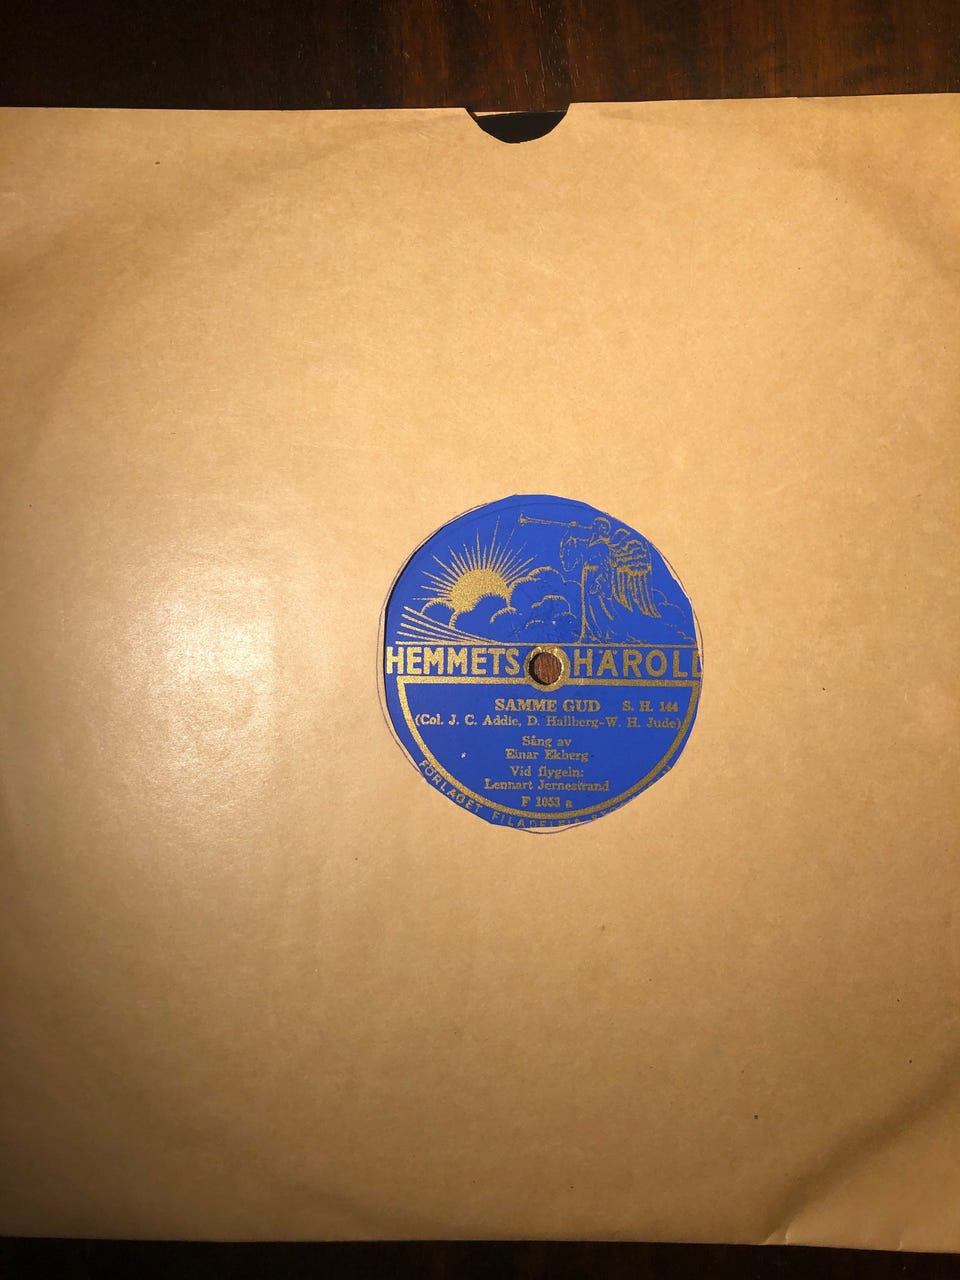 HEMMETS HÄROLD
SAMME GUD S. H. 144
(Col. J. C. Addie, D. Hallberg-W. H. Jude)
Sång av
Einar Ekberg
Vid flygeln:
Lennart Jernestrand
F 1053 a
FÖRLAGET FILADELFIA